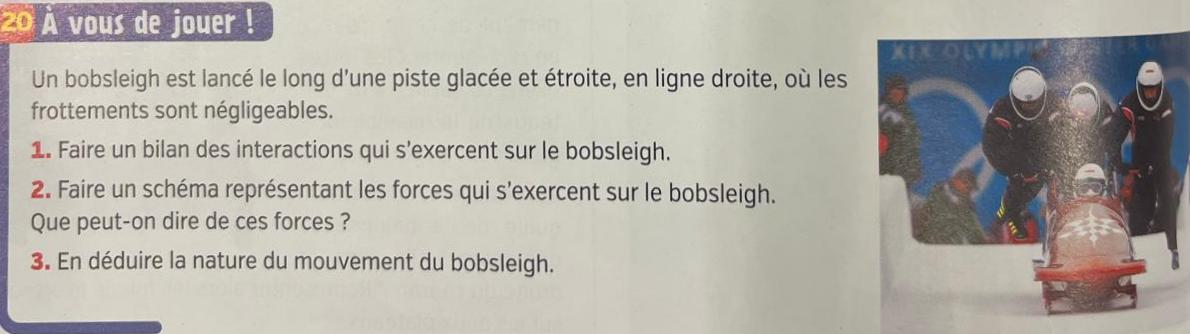 20 À vous de jouer !
Un bobsleigh est lancé le long d'une piste glacée et étroite, en ligne droite, où les
frottements sont négligeables.
1. Faire un bilan des interactions qui s'exercent sur le bobsleigh.
2. Faire un schéma représentant les forces qui s'exercent sur le bobsleigh.
Que peut-on dire de ces forces ?
3. En déduire la nature du mouvement du bobsleigh.
XIX OLYMPI